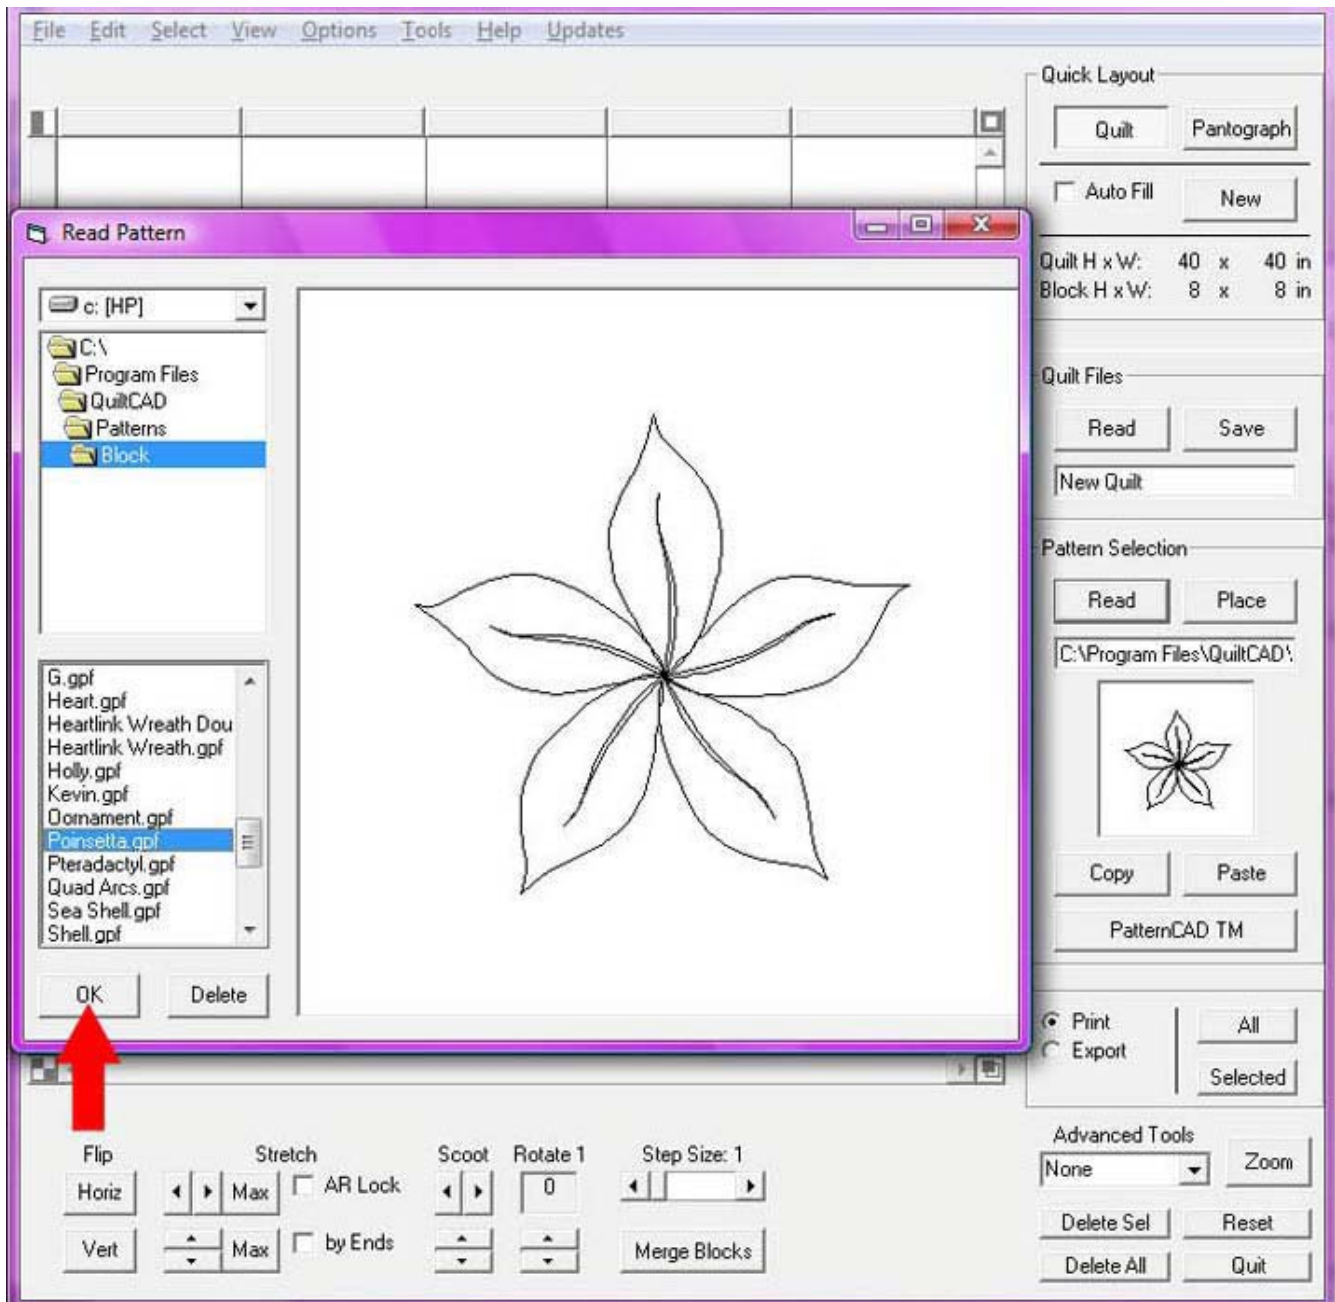 File Edit Select View Options Tools Help Updates
Quick Layout
Quilt Pantograph
Auto Fill New
Quilt H x W: 40 x 40 in
Block H x W: 8 x 8 in
Read Pattern
c: [HP]
C:\
Program Files
QuiltCAD
Patterns
Block
G.gpf
Heart.gpf
Heartlink Wreath Dou
Heartlink Wreath.gpf
Holly.gpf
Kevin.gpf
Oornament.gpf
Poinsetta.gpf
Pteradactyl.gpf
Quad Arcs.gpf
Sea Shell.gpf
Shell.gpf
OK Delete
Quilt Files
Read Save
New Quilt
Pattern Selection
Read Place
C:\Program Files\QuiltCAD\
Copy Paste
PatternCAD TM
Print All
Export
Selected
Flip Stretch Scoot Rotate 1 Step Size: 1
Horiz Max AR Lock 0
Vert Max by Ends Merge Blocks
Advanced Tools
None Zoom
Delete Sel Reset
Delete All Quit